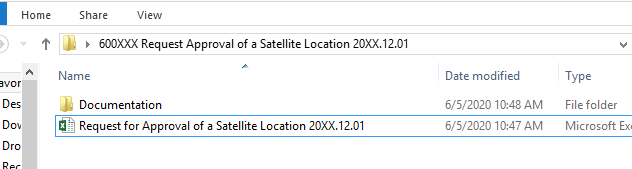 Home Share View
600XXX Request Approval of a Satellite Location 20XX.12.01
Name Date modified Type
Documentation 6/5/2020 10:48 AM File folder
Request for Approval of a Satellite Location 20XX.12.01 6/5/2020 10:47 AM Microsoft Exc
avor
Des
Dov
Dro
Rec